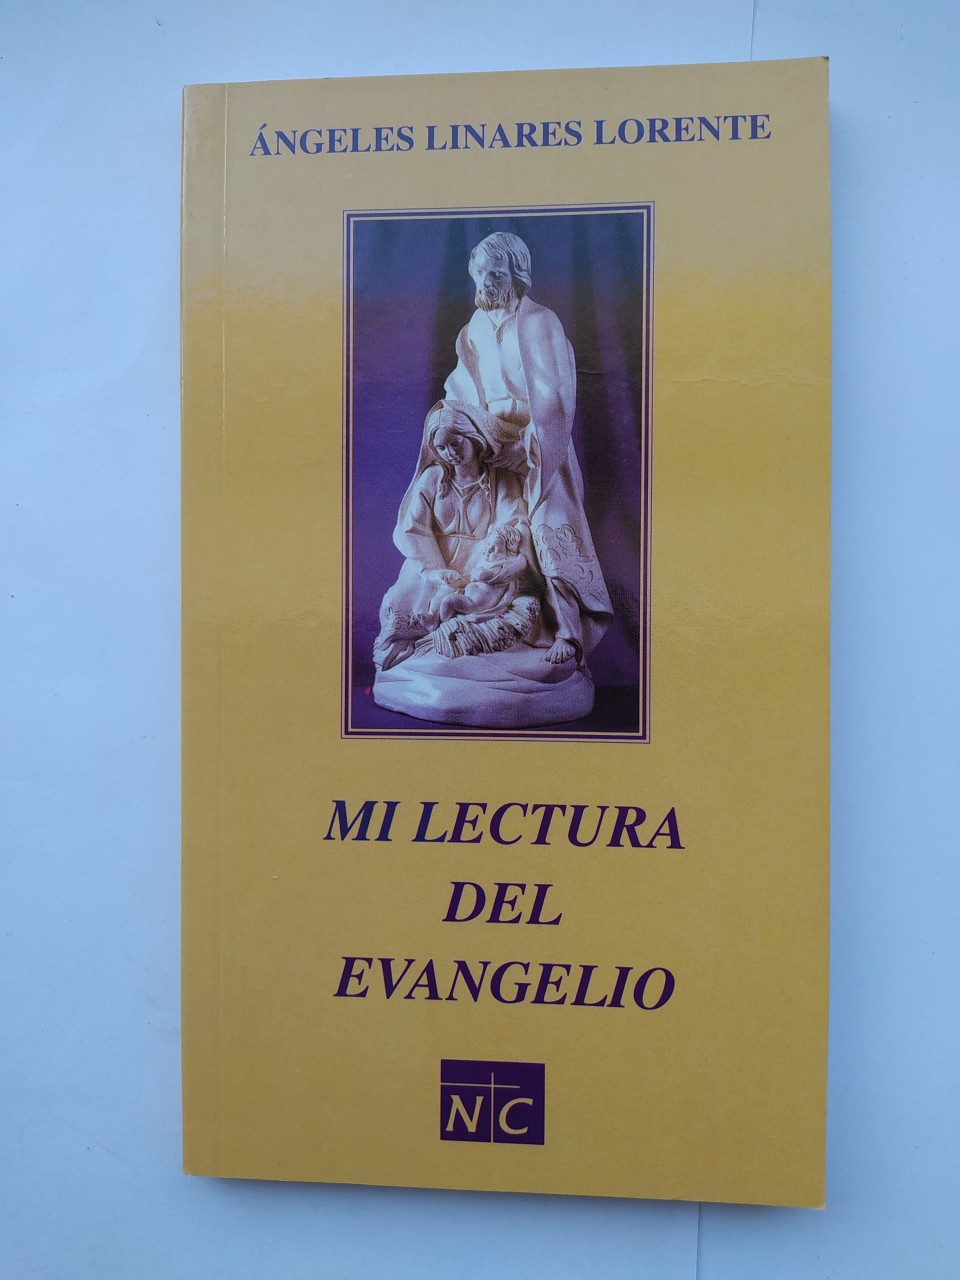 ÁNGELES LINARES LORENTE
MI LECTURA
DEL
EVANGELIO
NC